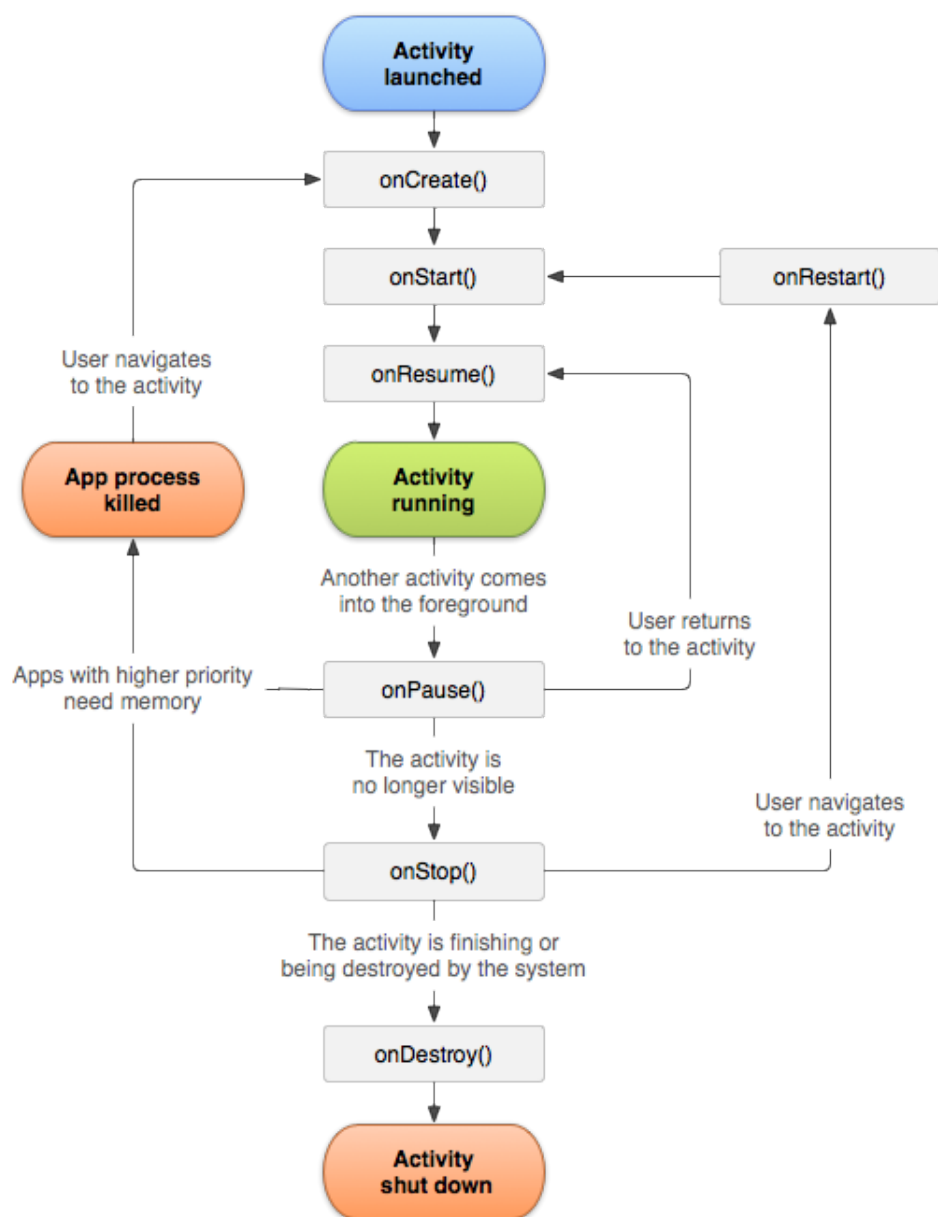 Activity
launched
onCreate()
onStart()
onRestart()
User navigates
to the activity
onResume()
App process
killed
Activity
running
Another activity comes
into the foreground
User returns
to the activity
Apps with higher priority
need memory
onPause()
The activity is
no longer visible
User navigates
to the activity
onStop()
The activity is finishing or
being destroyed by the system
onDestroy()
Activity
shut down